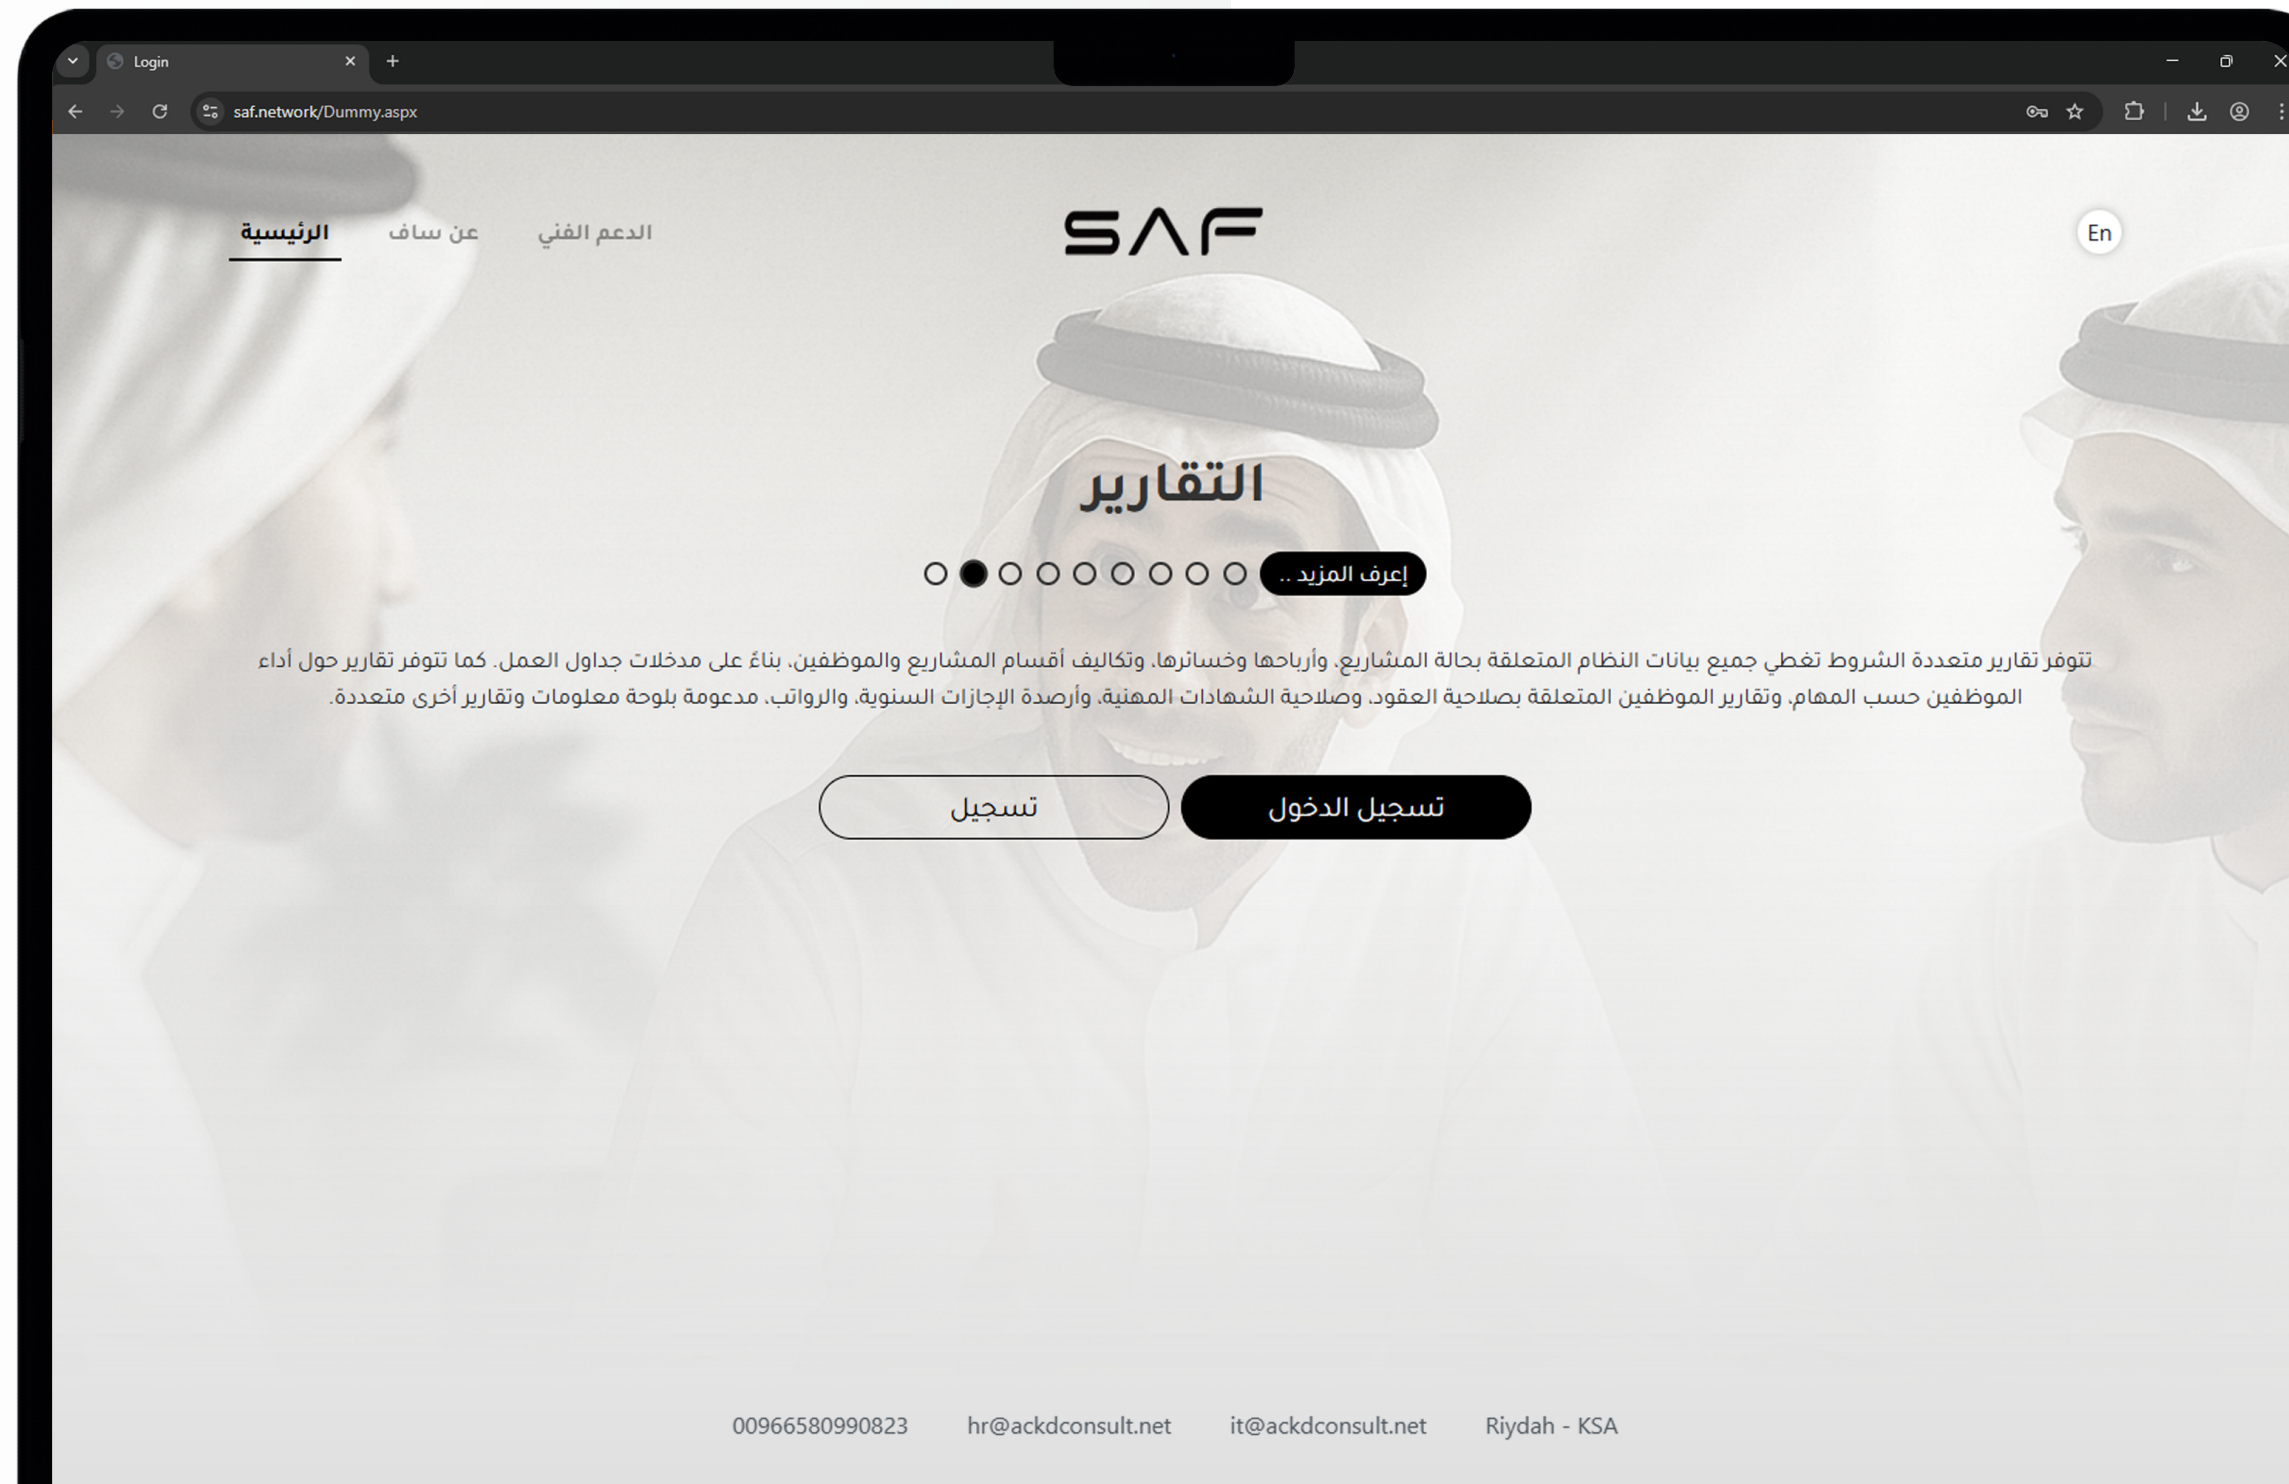 Login
saf.network/Dummy.aspx
الرئيسية
عن ساف
الدعم الفني
SAF
En
التقارير
إعرف المزيد ..
تتوفر تقارير متعددة الشروط تغطي جميع بيانات النظام المتعلقة بحالة المشاريع، وأرباحها وخسائرها، وتكاليف أقسام المشاريع والموظفين، بناءً على مدخلات جداول العمل. كما تتوفر تقارير حول أداء
الموظفين حسب المهام، وتقارير الموظفين المتعلقة بصلاحية العقود، وصلاحية الشهادات المهنية، وأرصدة الإجازات السنوية، والرواتب، مدعومة بلوحة معلومات وتقارير أخرى متعددة.
تسجيل الدخول
تسجيل
00966580990823
hr@ackdconsult.net
it@ackdconsult.net
Riydah - KSA